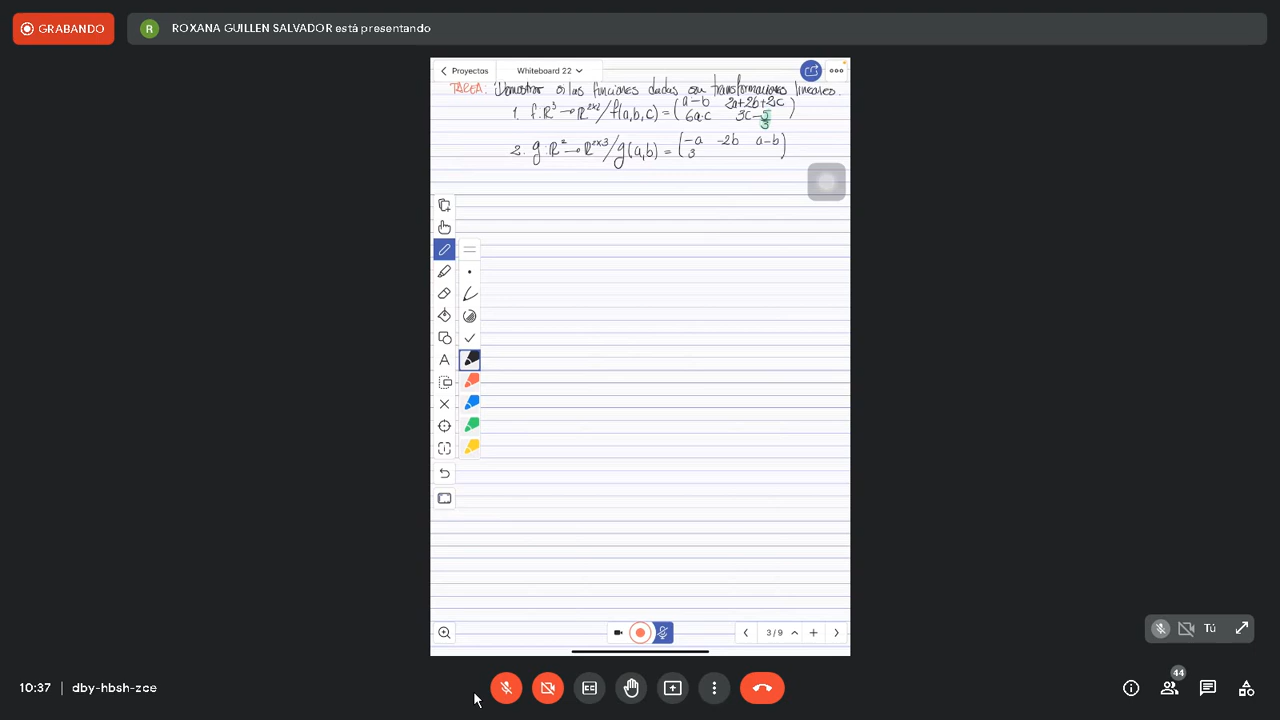 GRABANDO
R ROXANA GUILLEN SALVADOR está presentando
Proyectos Whiteboard 22
TAREA: Demostrar si las funciones dadas son transformaciones lineales.
1. f: R³ → R²ˣ² / f(a,b,c) = ( a-b 2a+2b+2c
6a·c 3c- )
2. g: R² → R²ˣ³ / g(a,b) = ( -a -2b a-b
3 )
A
3 / 9
Tú
10:37 | dby-hbsh-zce
44